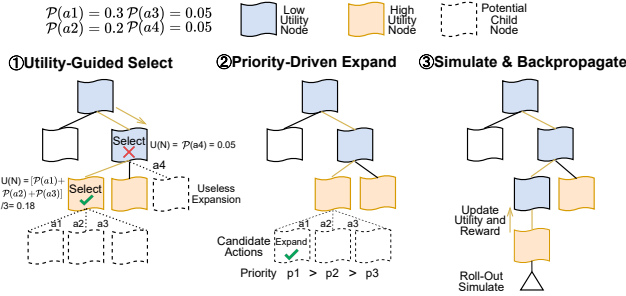 P(a1) = 0.3 P(a3) = 0.05
P(a2) = 0.2 P(a4) = 0.05
Low
Utility
Node
High
Utility
Node
Potential
Child
Node
①Utility-Guided Select
Select
U(N) = P(a4) = 0.05
a4
U(N) = [P(a1)+
P(a2)+P(a3)]
/3= 0.18
Select
Useless
Expansion
a1 a2 a3
②Priority-Driven Expand
a1 a2 a3
Candidate
Actions
Expand
Priority p1 > p2 > p3
③Simulate & Backpropagate
Update
Utility and
Reward
Roll-Out
Simulate